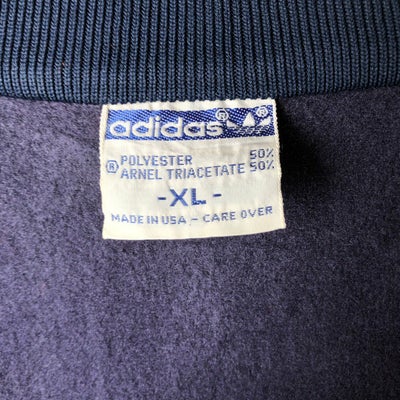 adidas®
POLYESTER 50%
® ARNEL TRIACETATE 50%
-XL-
MADE IN USA - CARE OVER